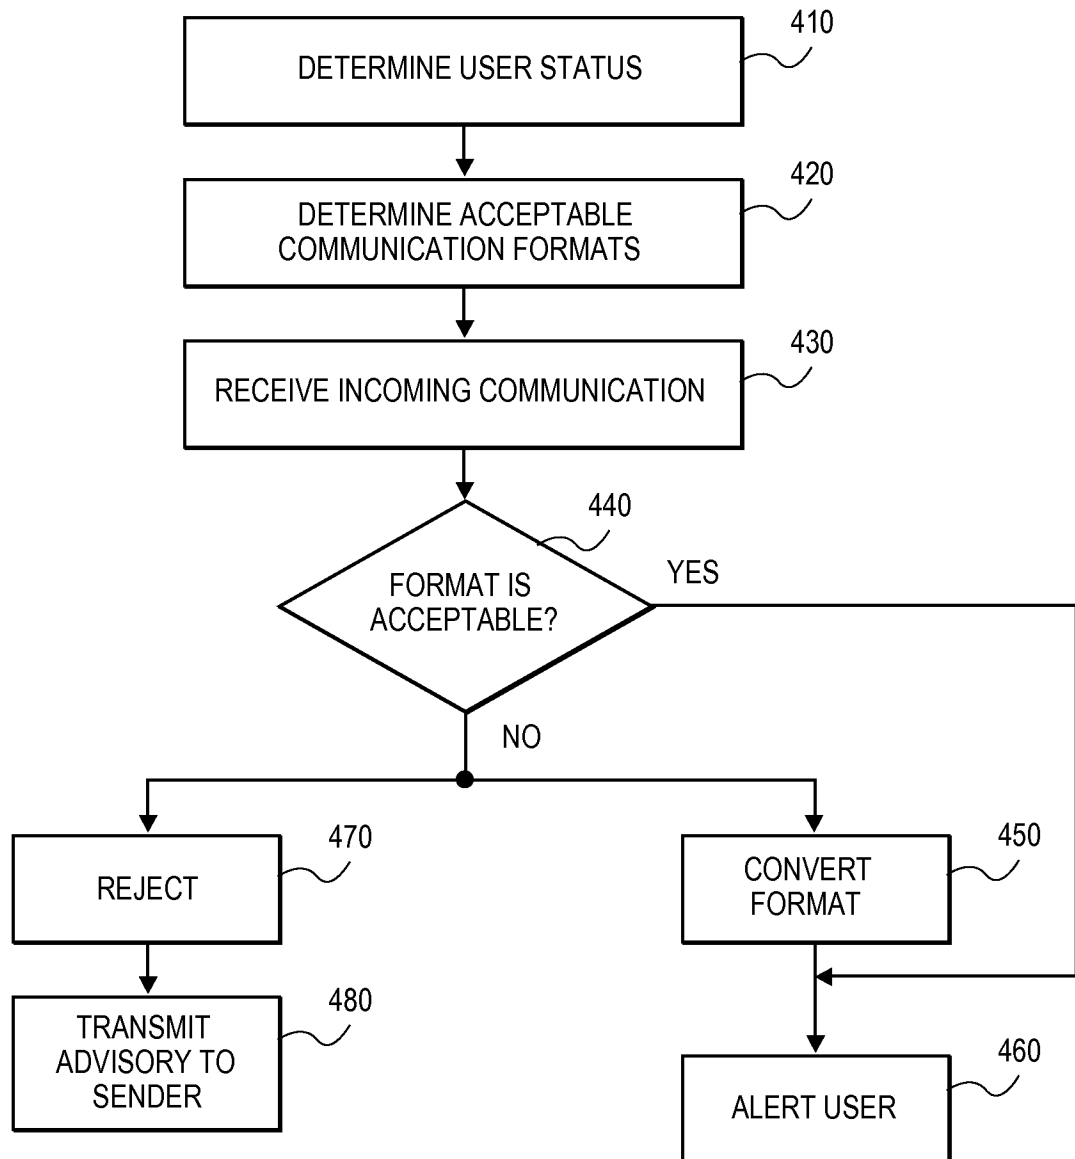 410
DETERMINE USER STATUS
420
DETERMINE ACCEPTABLE
COMMUNICATION FORMATS
430
RECEIVE INCOMING COMMUNICATION
440
FORMAT IS
ACCEPTABLE?
YES
NO
470
REJECT
450
CONVERT
FORMAT
480
TRANSMIT
ADVISORY TO
SENDER
460
ALERT USER